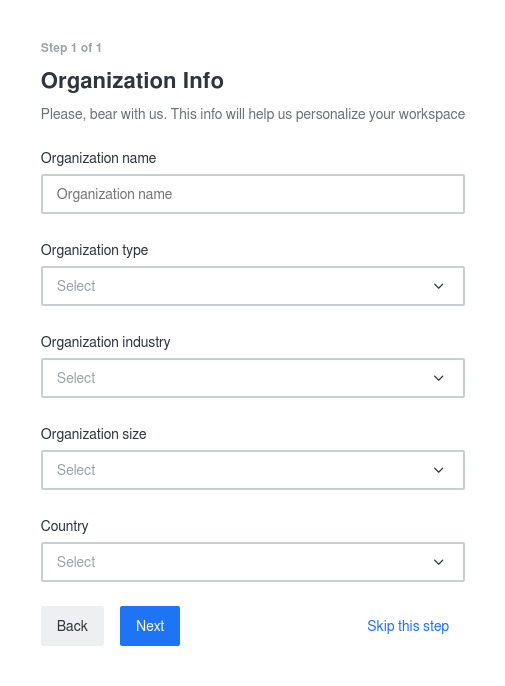 Step 1 of 1
Organization Info
Please, bear with us. This info will help us personalize your workspace
Organization name
Organization name
Organization type
Select
Organization industry
Select
Organization size
Select
Country
Select
Back Next Skip this step